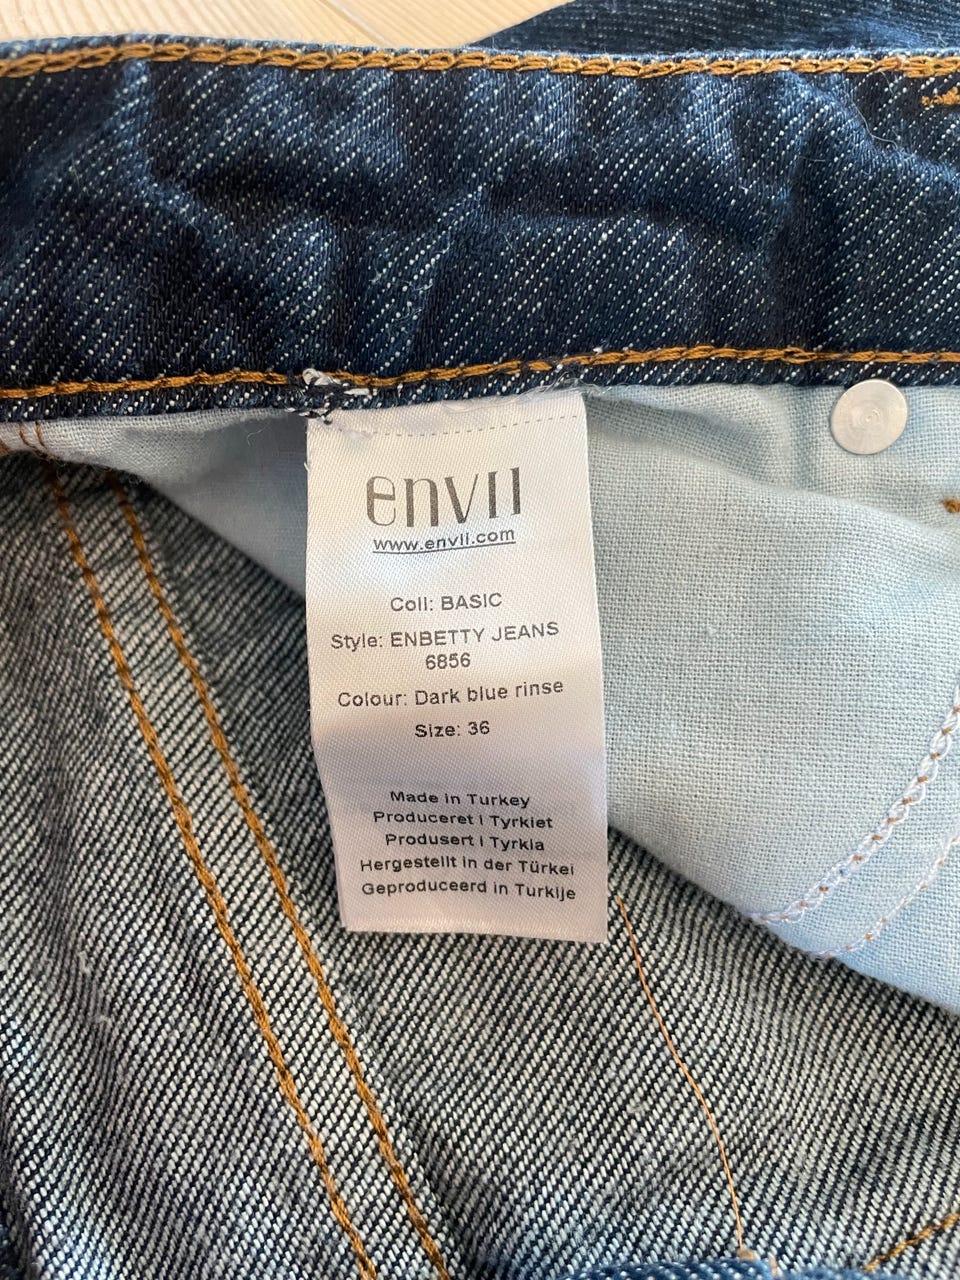 envii
www.envii.com
Coll: BASIC
Style: ENBETTY JEANS
6856
Colour: Dark blue rinse
Size: 36
Made in Turkey
Produceret i Tyrkiet
Produsert i Tyrkia
Hergestellt in der Türkei
Geproduceerd in Turkije